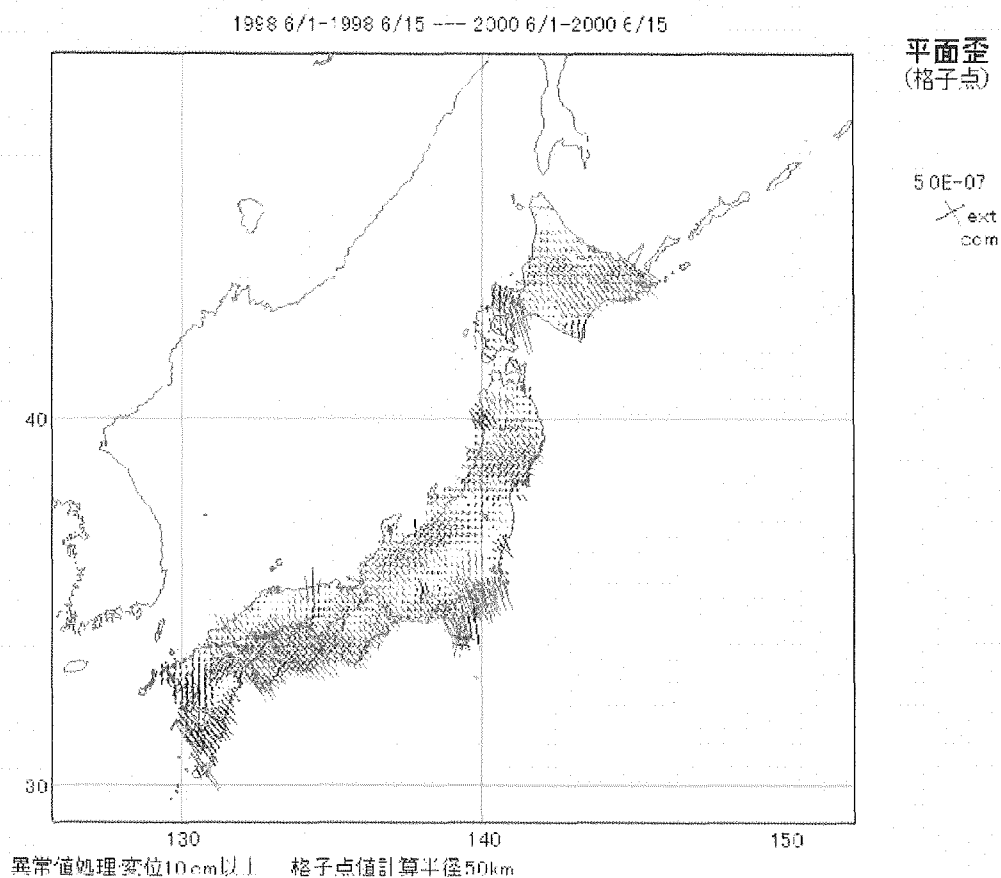 1998 6/1-1998 6/15 --- 2000 6/1-2000 6/15
平面歪
(格子点)
5.0E-07
ext
com
40
30
130 140 150
異常値処理:変位10cm以上 格子点値計算半径50km